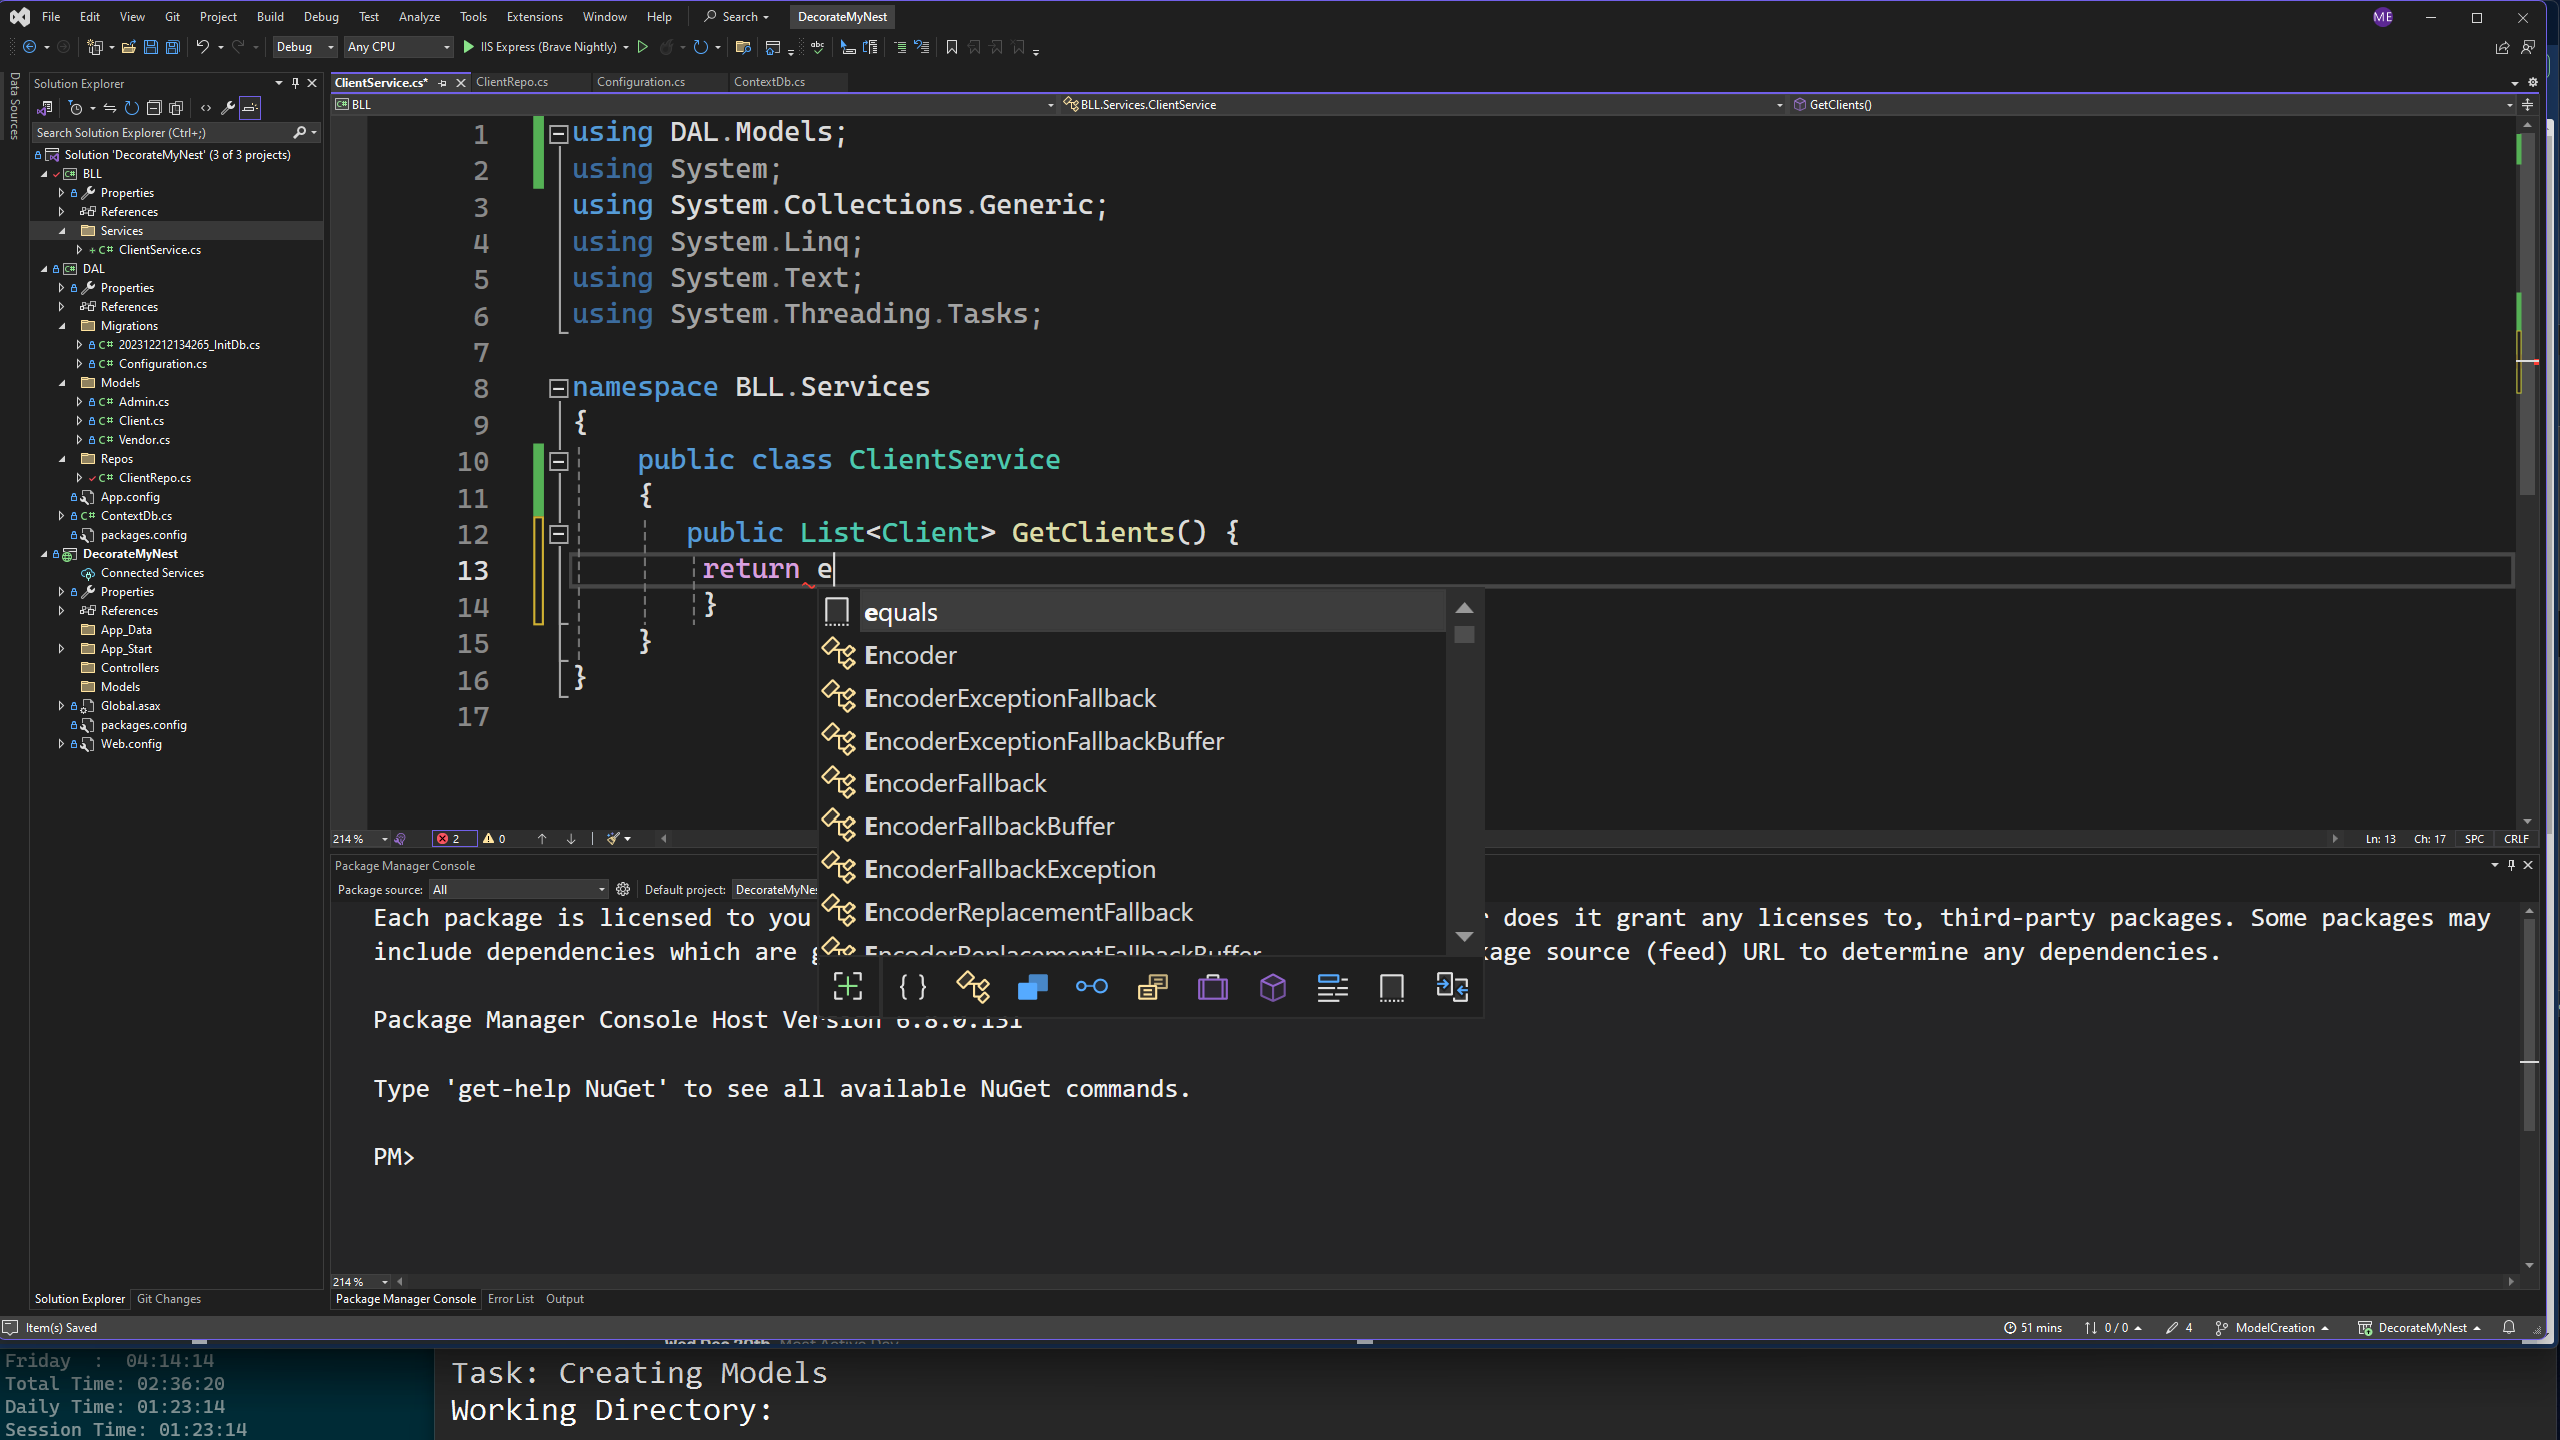 File Edit View Git Project Build Debug Test Analyze Tools Extensions Window Help Search DecorateMyNest ME
Debug Any CPU IIS Express (Brave Nightly)
Data Sources
Solution Explorer
Search Solution Explorer (Ctrl+;)
Solution 'DecorateMyNest' (3 of 3 projects)
BLL
Properties
References
Services
ClientService.cs
DAL
Properties
References
Migrations
202312212134265_InitDb.cs
Configuration.cs
Models
Admin.cs
Client.cs
Vendor.cs
Repos
ClientRepo.cs
App.config
ContextDb.cs
packages.config
DecorateMyNest
Connected Services
Properties
References
App_Data
App_Start
Controllers
Models
Global.asax
packages.config
Web.config
Solution Explorer Git Changes
ClientService.cs* ClientRepo.cs Configuration.cs ContextDb.cs
BLL BLL.Services.ClientService GetClients()
1 using DAL.Models;
2 using System;
3 using System.Collections.Generic;
4 using System.Linq;
5 using System.Text;
6 using System.Threading.Tasks;
7
8 namespace BLL.Services
9 {
10 public class ClientService
11 {
12 public List<Client> GetClients() {
13 return e
14 }
15 }
16 }
17
equals
Encoder
EncoderExceptionFallback
EncoderExceptionFallbackBuffer
EncoderFallback
EncoderFallbackBuffer
EncoderFallbackException
EncoderReplacementFallback
EncoderReplacementFallbackBuffer
214 % 2 0 Ln: 13 Ch: 17 SPC CRLF
Package Manager Console
Package source: All Default project: DecorateMyNes
Each package is licensed to you does it grant any licenses to, third-party packages. Some packages may
include dependencies which are source (feed) URL to determine any dependencies.
Package Manager Console Host Version 6.8.0.131
Type 'get-help NuGet' to see all available NuGet commands.
PM>
214 %
Package Manager Console Error List Output
Item(s) Saved 51 mins 0 / 0 4 ModelCreation DecorateMyNest
Friday : 04:14:14
Total Time: 02:36:20
Daily Time: 01:23:14
Session Time: 01:23:14
Task: Creating Models
Working Directory: